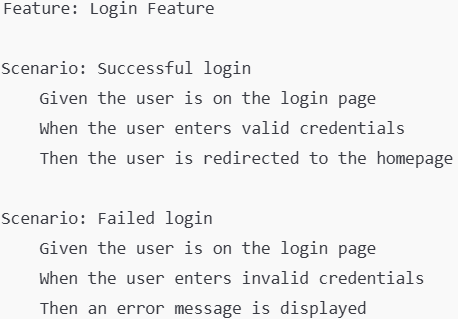 Feature: Login Feature
Scenario: Successful login
Given the user is on the login page
When the user enters valid credentials
Then the user is redirected to the homepage
Scenario: Failed login
Given the user is on the login page
When the user enters invalid credentials
Then an error message is displayed